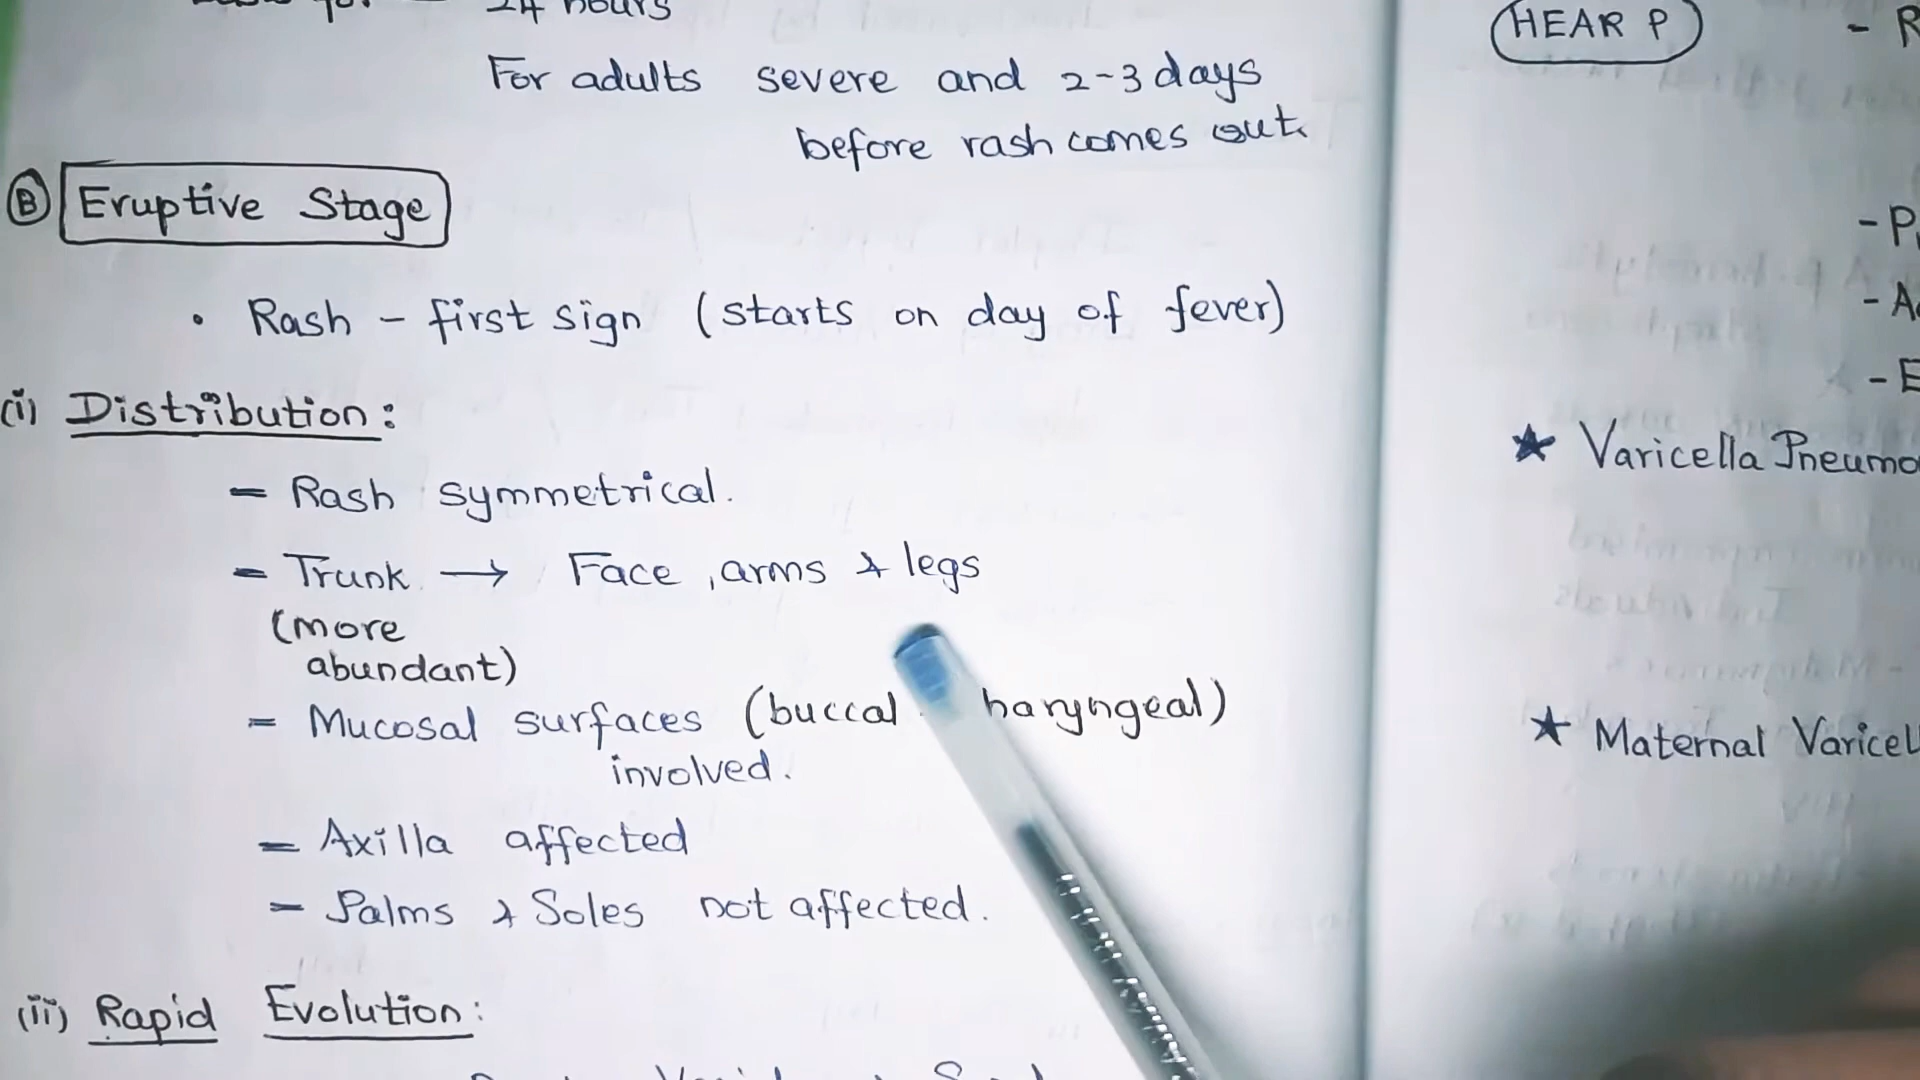 24 hours
For adults severe and 2-3 days
before rash comes out.
Ⓑ Eruptive Stage
• Rash - first sign (starts on day of fever)
(i) Distribution:
- Rash symmetrical.
- Trunk → Face, arms & legs
(more
abundant)
- Mucosal surfaces (buccal haryngeal)
involved.
- Axilla affected
- Palms & Soles not affected.
(ii) Rapid Evolution:
HEAR P
★ Varicella Pneumo
★ Maternal Varicel